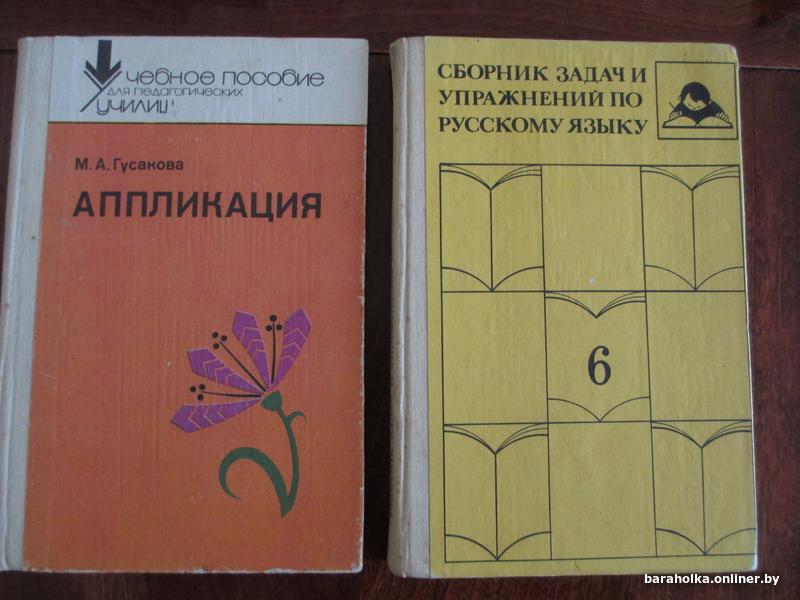 Учебное пособие
для педагогических
училищ
М. А. Гусакова
АППЛИКАЦИЯ
СБОРНИК ЗАДАЧ И
УПРАЖНЕНИЙ ПО
РУССКОМУ ЯЗЫКУ
6
baraholka.onliner.by